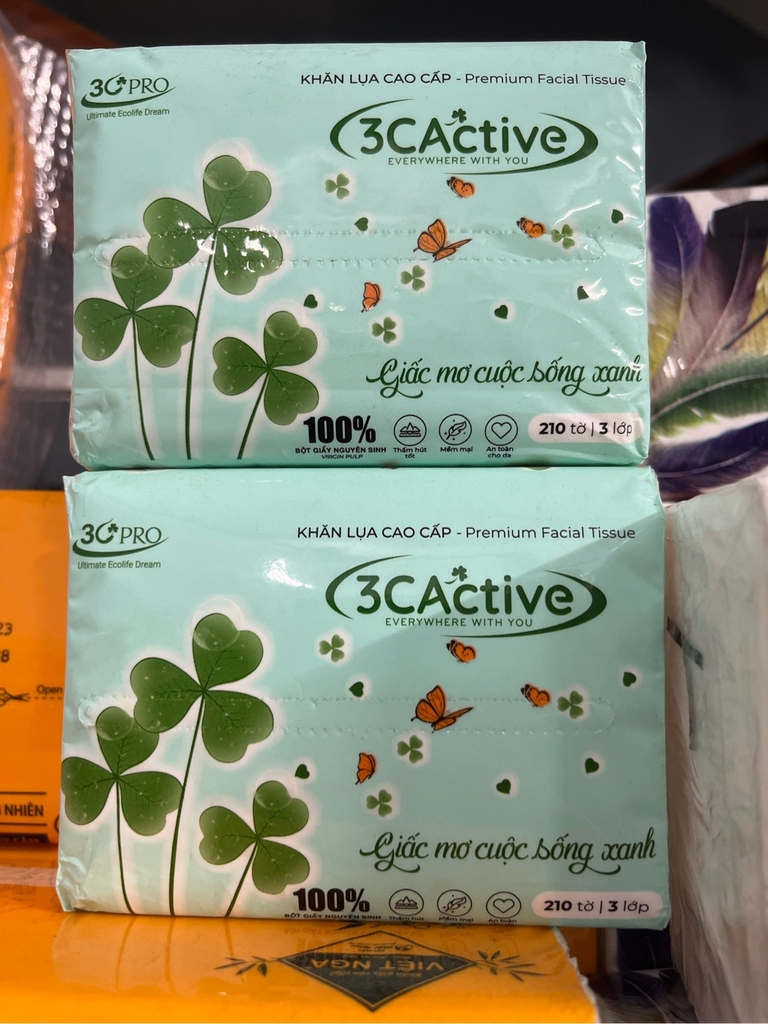 3C PRO
Ultimate Ecolife Dream
KHĂN LỤA CAO CẤP - Premium Facial Tissue
3CActive
EVERYWHERE WITH YOU
Giấc mơ cuộc sống xanh
100%
BỘT GIẤY NGUYÊN SINH
VIRGIN PULP
Thấm hút tốt
Mềm mại
An toàn cho da
210 tờ | 3 lớp
3C PRO
Ultimate Ecolife Dream
KHĂN LỤA CAO CẤP - Premium Facial Tissue
3CActive
EVERYWHERE WITH YOU
Giấc mơ cuộc sống xanh
100%
BỘT GIẤY NGUYÊN SINH
Thấm hút
Mềm mại
An toàn
210 tờ | 3 lớp
23
8
Open
NHIÊN
VIỆT NGA